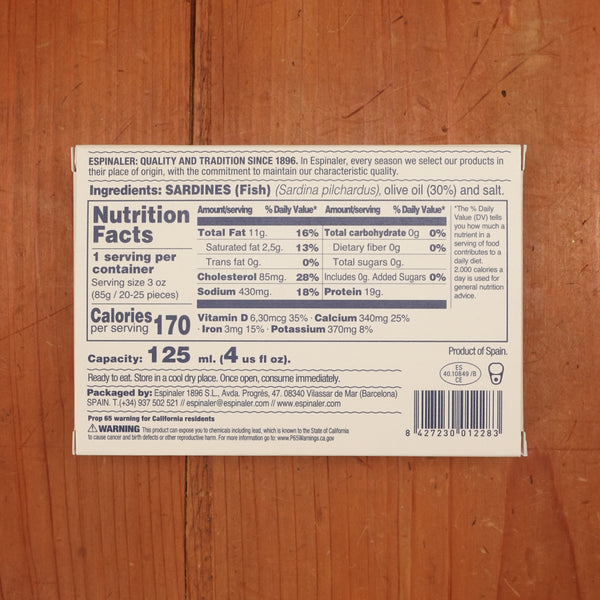 ESPINALER: QUALITY AND TRADITION SINCE 1896. In Espinaler, every season we select our products in
their place of origin, with the commitment to maintain our characteristic quality.
Ingredients: SARDINES (Fish) (Sardina pilchardus), olive oil (30%) and salt.
Nutrition
Facts
1 serving per
container
Serving size 3 oz
(85g / 20-25 pieces)
Calories
per serving 170
Amount/serving % Daily Value*
Total Fat 11g. 16%
Saturated fat 2,5g. 13%
Trans fat 0g. 0%
Cholesterol 85mg. 28%
Sodium 430mg. 18%
Amount/serving % Daily Value*
Total carbohydrate 0g 0%
Dietary fiber 0g 0%
Total sugars 0g.
Includes 0g. Added Sugars 0%
Protein 19g.
Vitamin D 6,30mcg 35% · Calcium 340mg 25%
· Iron 3mg 15% · Potassium 370mg 8%
*The % Daily
Value (DV) tells
you how much a
nutrient in a
serving of food
contributes to a
daily diet.
2.000 calories a
day is used for
general nutrition
advice.
Capacity: 125 ml. (4 us fl oz).
Product of Spain.
Ready to eat. Store in a cool dry place. Once open, consume immediately.
Packaged by: Espinaler 1896 S.L., Avda. Progrés, 47. 08340 Vilassar de Mar (Barcelona)
SPAIN. T.(+34) 937 502 521 // espinaler@espinaler.com // www.espinaler.com
ES
40.10849 /B
CE
Prop 65 warning for California residents
WARNING This product can expose you to chemicals including lead, which is known to the State of California
to cause cancer and birth defects or other reproductive harm. For more information go to: www.P65Warnings.ca.gov
8 427230 012283